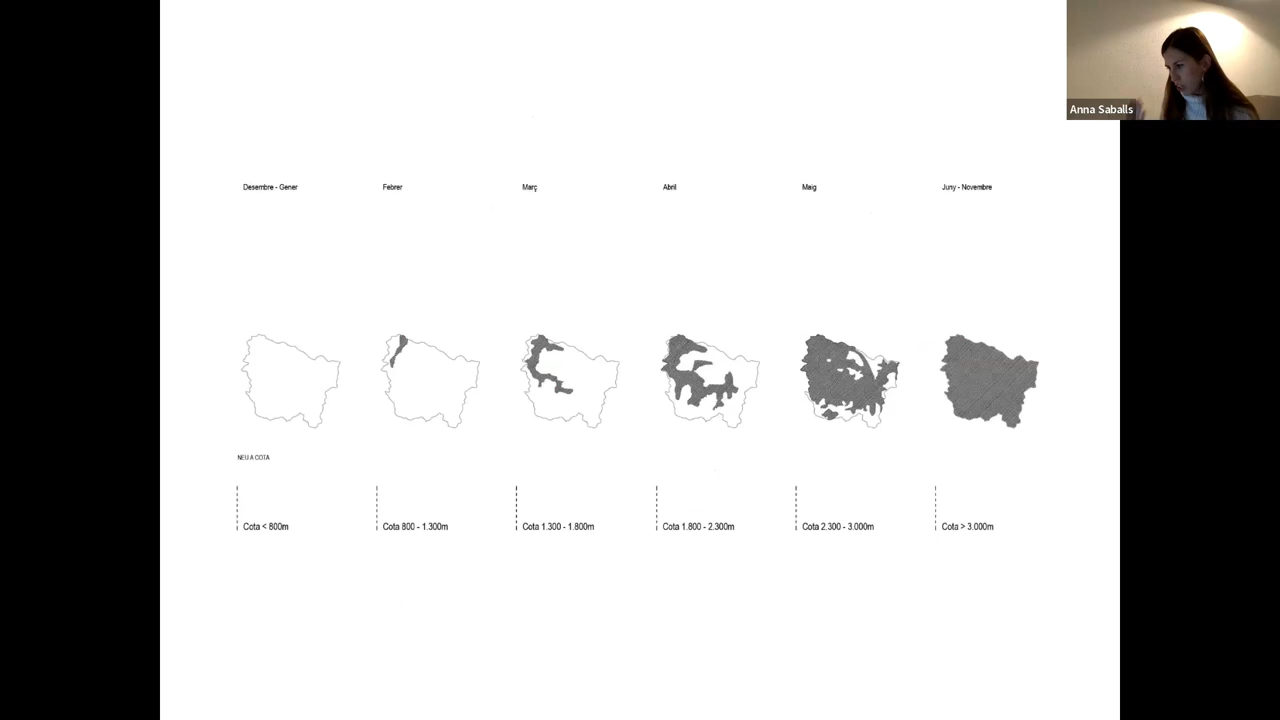 Anna Saballs
Desembre - Gener
Febrer
Març
Abril
Maig
Juny - Novembre
NEU A COTA
Cota < 800m
Cota 800 - 1.300m
Cota 1.300 - 1.800m
Cota 1.800 - 2.300m
Cota 2.300 - 3.000m
Cota > 3.000m